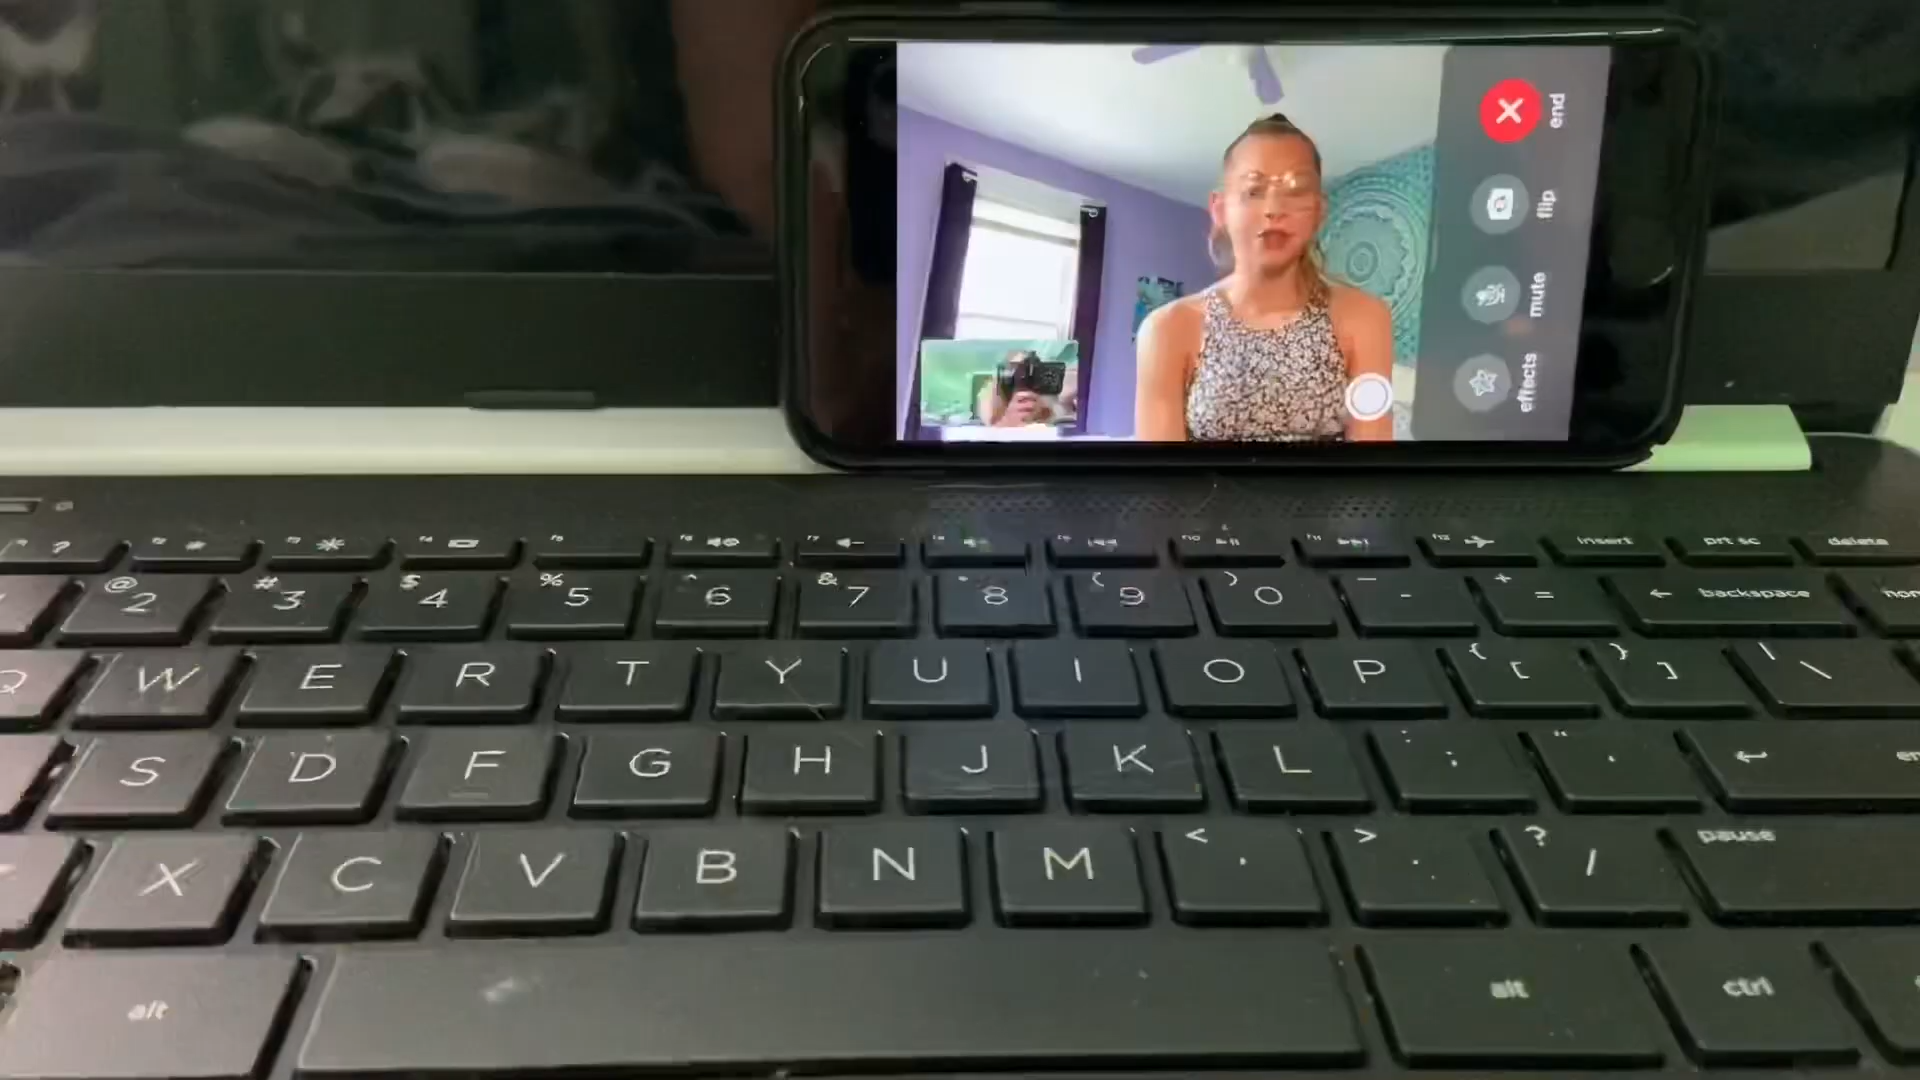 end
flip
mute
effects
? # * insert prt sc delete
@ 2 # 3 $ 4 % 5 ^ 6 & 7 * 8 ( 9 ) 0 _ - + = ← backspace
Q W E R T Y U I O P { [ } ] | \
S D F G H J K L : ; " '
X C V B N M < , > . ? / pause
alt alt ctrl